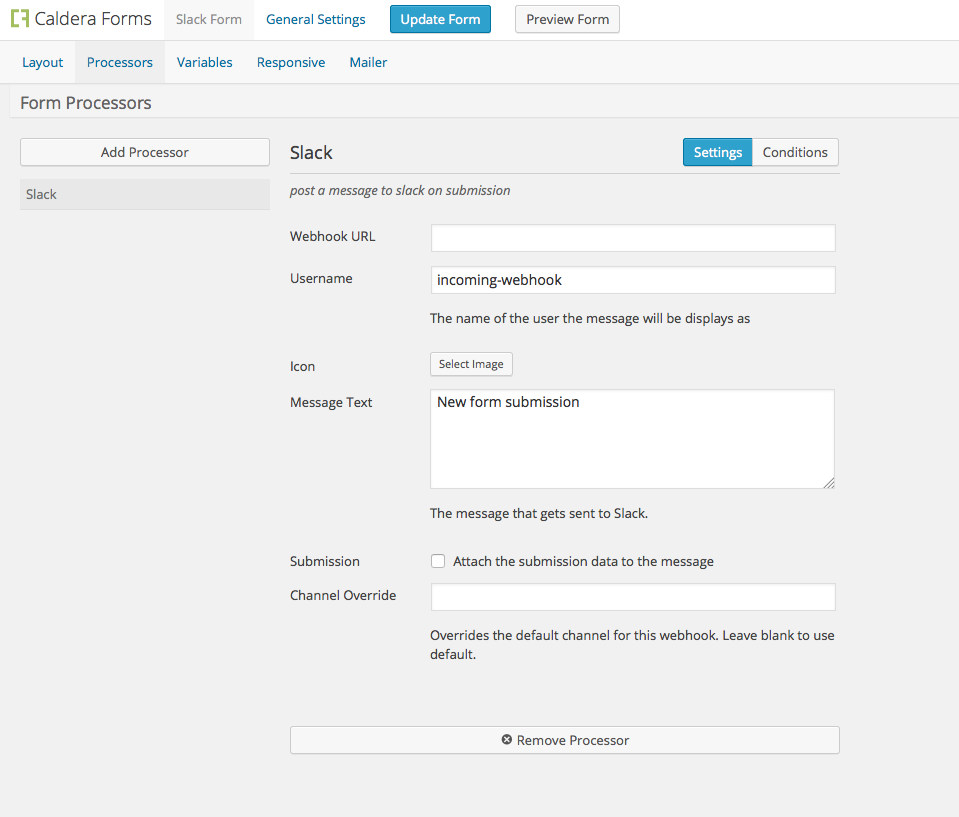 Caldera Forms Slack Form General Settings Update Form Preview Form
Layout Processors Variables Responsive Mailer
Form Processors
Add Processor
Slack
Slack Settings Conditions
post a message to slack on submission
Webhook URL
Username incoming-webhook
The name of the user the message will be displays as
Icon Select Image
Message Text New form submission
The message that gets sent to Slack.
Submission Attach the submission data to the message
Channel Override
Overrides the default channel for this webhook. Leave blank to use
default.
Remove Processor